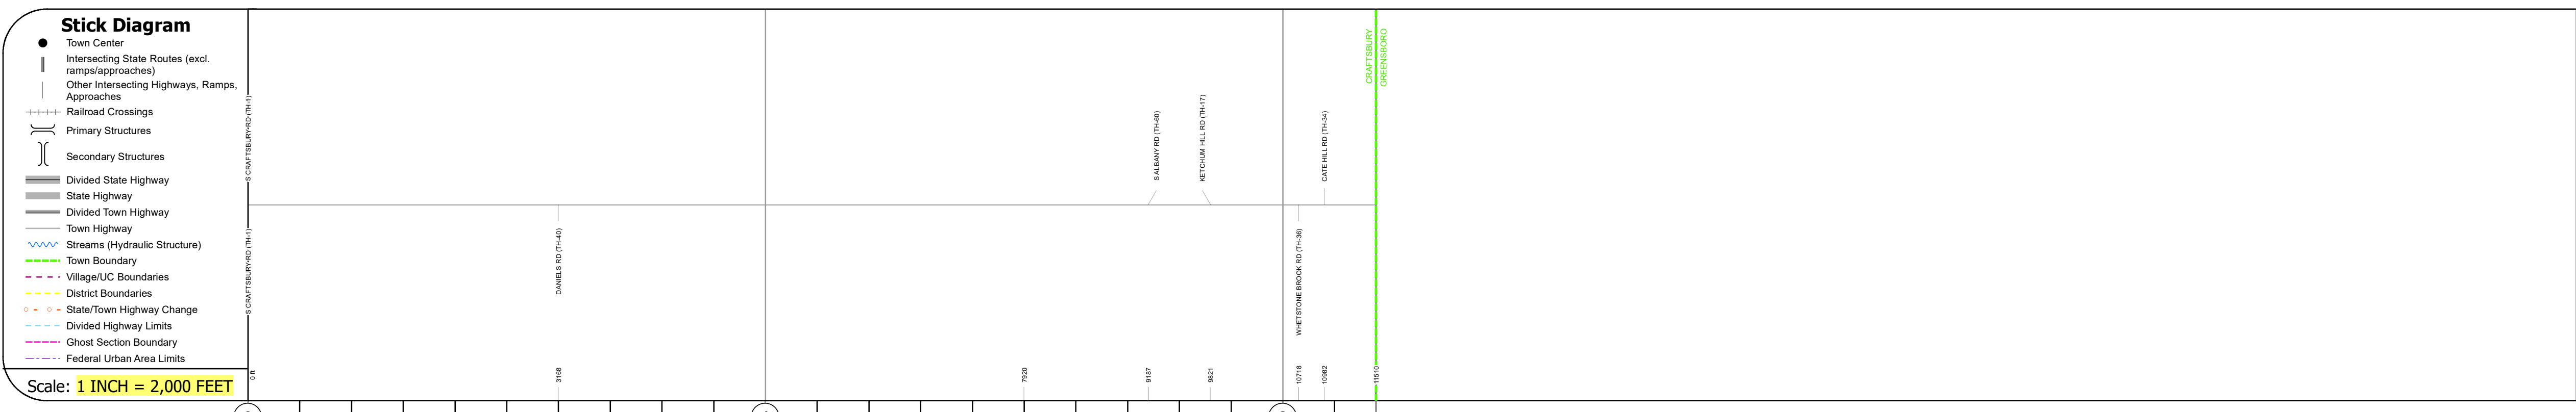 Stick Diagram
Town Center
Intersecting State Routes (excl.
ramps/approaches)
Other Intersecting Highways, Ramps,
Approaches
Railroad Crossings
Primary Structures
Secondary Structures
Divided State Highway
State Highway
Divided Town Highway
Town Highway
Streams (Hydraulic Structure)
Town Boundary
Village/UC Boundaries
District Boundaries
State/Town Highway Change
Divided Highway Limits
Ghost Section Boundary
Federal Urban Area Limits
Scale: 1 INCH = 2,000 FEET
S CRAFTSBURY RD (TH-1)
S CRAFTSBURY RD (TH-1)
0 ft
DANIELS RD (TH-40)
3168
7920
S ALBANY RD (TH-60)
9187
KETCHUM HILL RD (TH-17)
9821
WHETSTONE BROOK RD (TH-36)
10718
CATE HILL RD (TH-34)
10982
CRAFTSBURY
GREENSBORO
11510